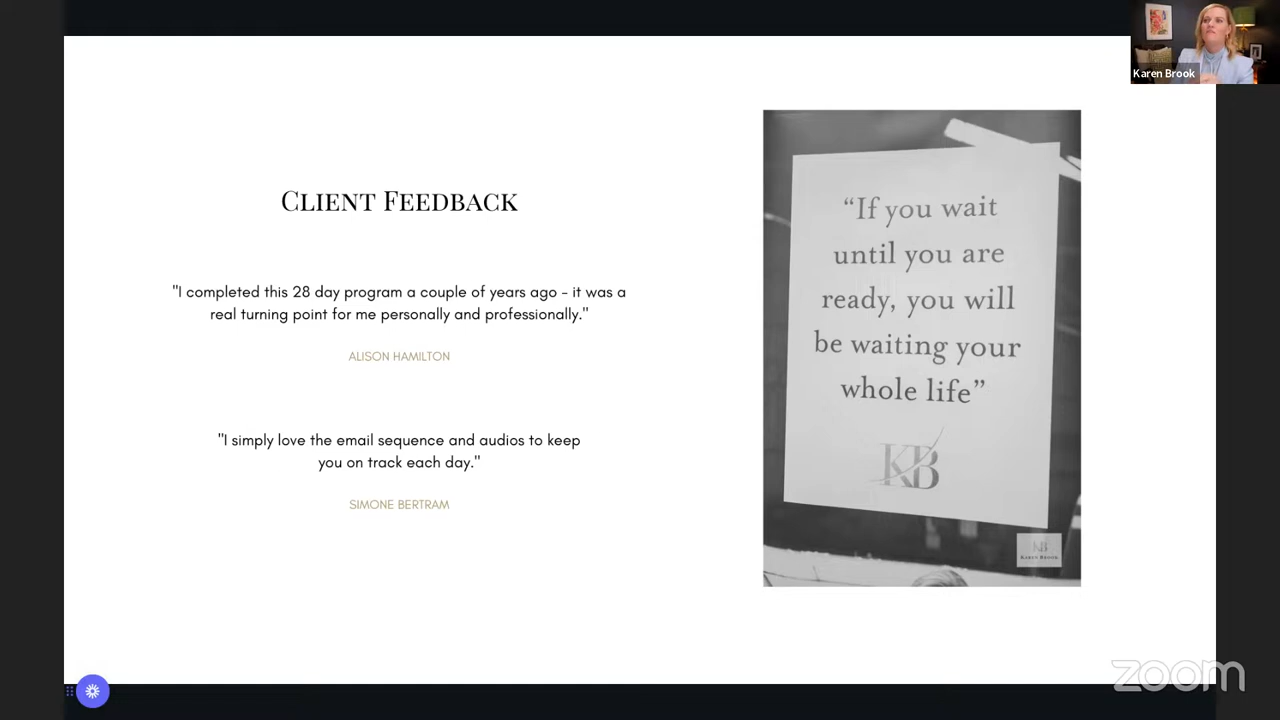 Karen Brook
CLIENT FEEDBACK
"I completed this 28 day program a couple of years ago - it was a
real turning point for me personally and professionally."
ALISON HAMILTON
"I simply love the email sequence and audios to keep
you on track each day."
SIMONE BERTRAM
“If you wait
until you are
ready, you will
be waiting your
whole life”
KB
KB
KAREN BROOK
zoom